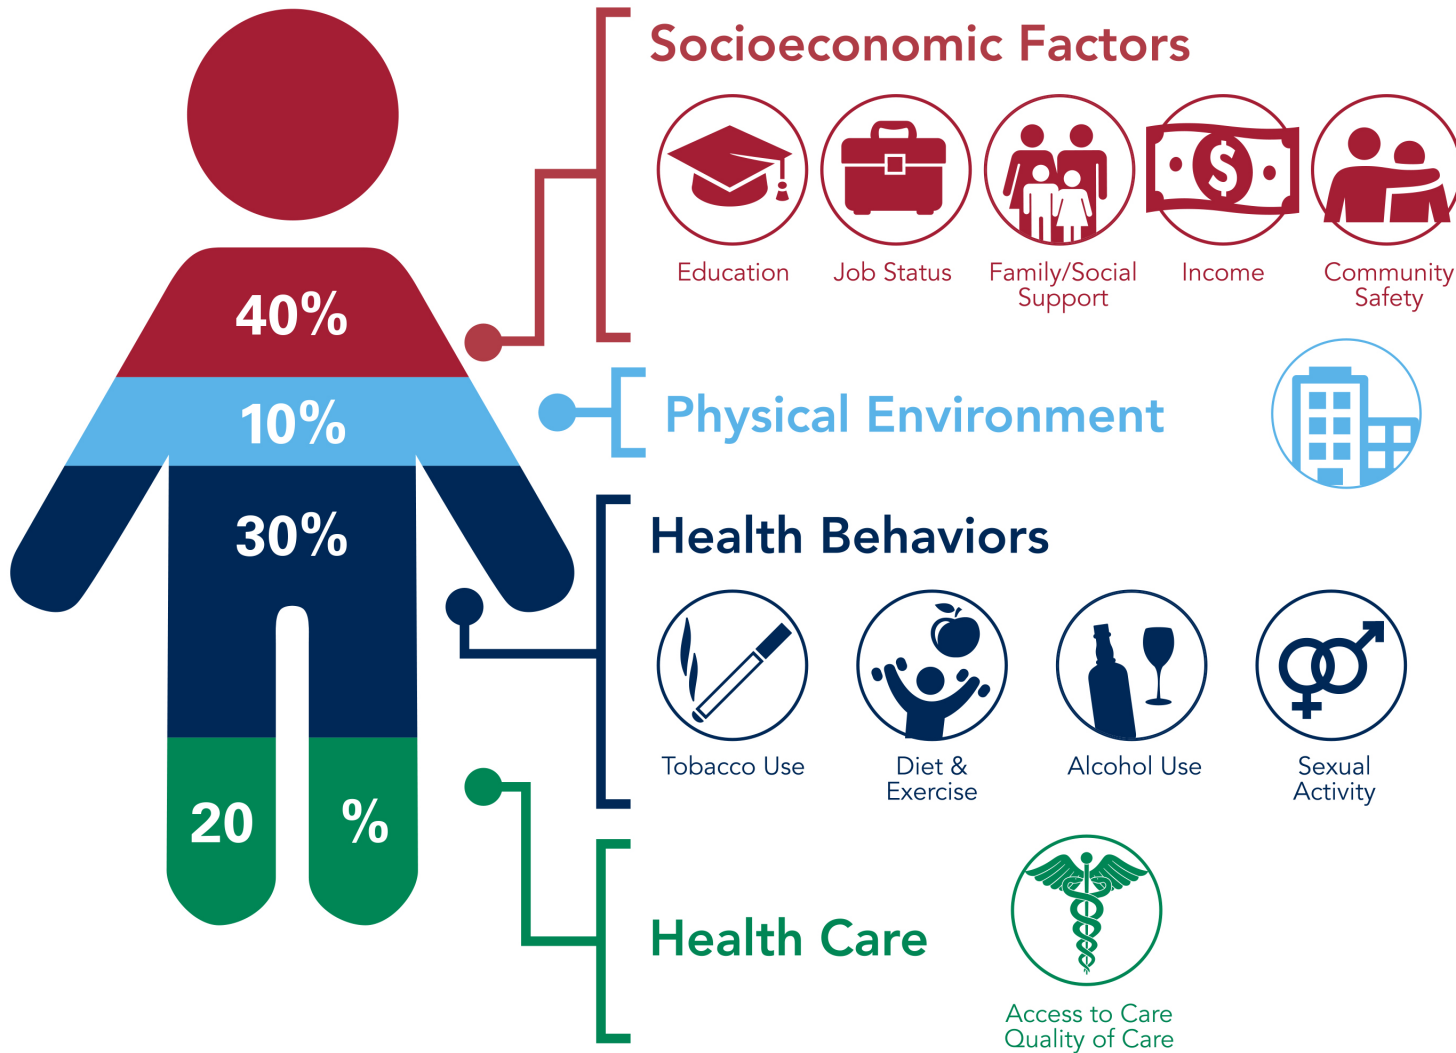 Socioeconomic Factors
Education
Job Status
Family/Social
Support
Income
Community
Safety
40%
10%
Physical Environment
30%
Health Behaviors
Tobacco Use
Diet &
Exercise
Alcohol Use
Sexual
Activity
20 %
Health Care
Access to Care
Quality of Care